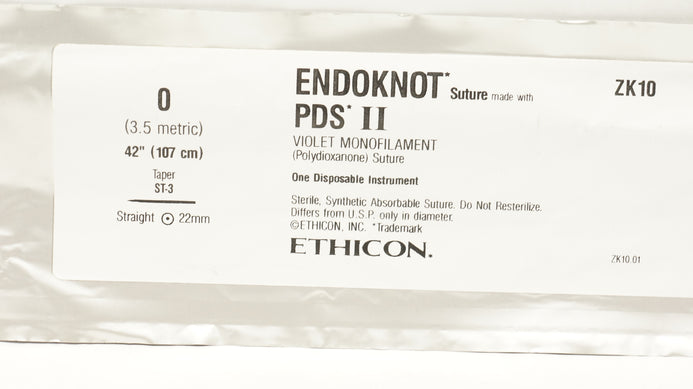 0
(3.5 metric)
42" (107 cm)
Taper
ST-3
Straight 22mm
ENDOKNOT* Suture made with
PDS* II
VIOLET MONOFILAMENT
(Polydioxanone) Suture
One Disposable Instrument
Sterile, Synthetic Absorbable Suture. Do Not Resterilize.
Differs from U.S.P. only in diameter.
©ETHICON, INC. *Trademark
ETHICON.
ZK10
ZK10.01